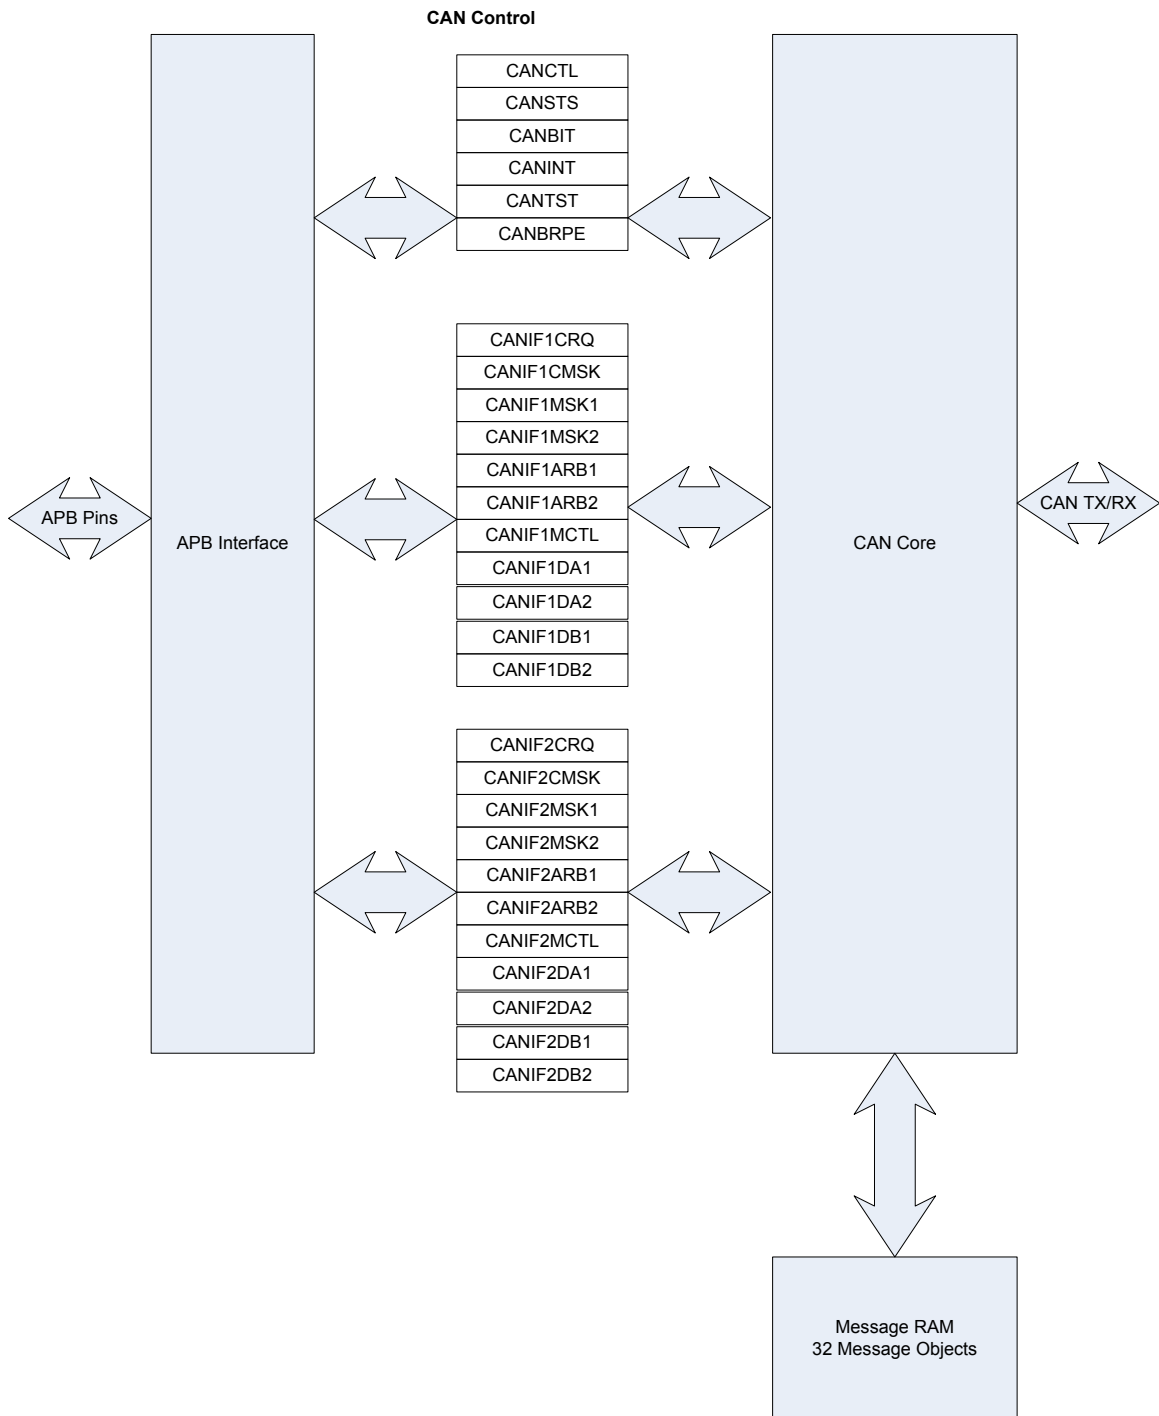 CAN Control
CANCTL
CANSTS
CANBIT
CANINT
CANTST
CANBRPE
CANIF1CRQ
CANIF1CMSK
CANIF1MSK1
CANIF1MSK2
CANIF1ARB1
CANIF1ARB2
CANIF1MCTL
CANIF1DA1
CANIF1DA2
CANIF1DB1
CANIF1DB2
APB Pins
APB Interface
CAN Core
CAN TX/RX
CANIF2CRQ
CANIF2CMSK
CANIF2MSK1
CANIF2MSK2
CANIF2ARB1
CANIF2ARB2
CANIF2MCTL
CANIF2DA1
CANIF2DA2
CANIF2DB1
CANIF2DB2
Message RAM
32 Message Objects